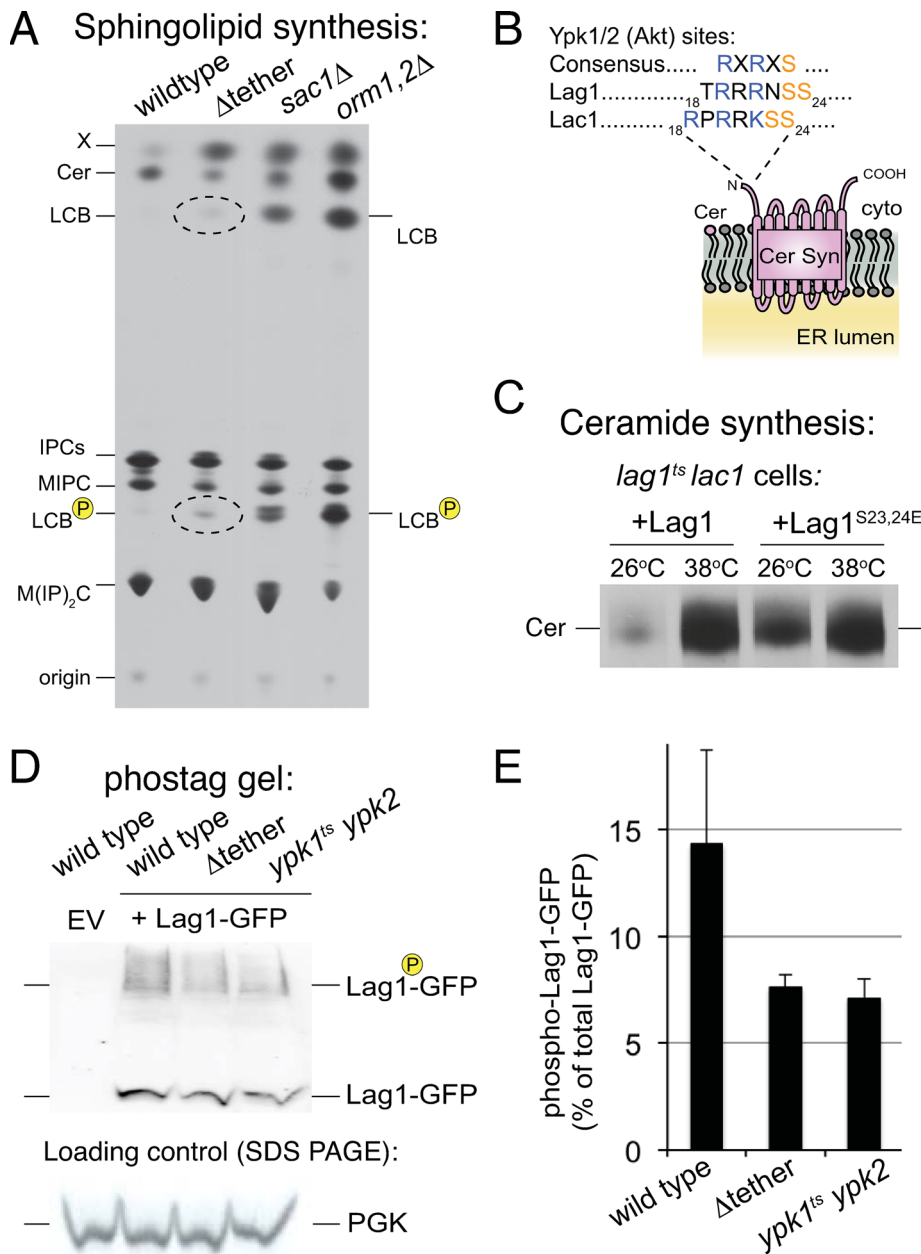 A
Sphingolipid synthesis:
wildtype
Δtether
sac1Δ
orm1,2Δ
X
Cer
LCB
LCB
IPCs
MIPC
LCB P
LCB P
M(IP)₂C
origin
B
Ypk1/2 (Akt) sites:
Consensus..... RXRXS ....
Lag1..............₁₈TRRRNSS₂₄....
Lac1.......... ₁₈RPRRKSS₂₄....
N
COOH
Cer
cyto
Cer Syn
ER lumen
C
Ceramide synthesis:
lag1ᵗˢ lac1 cells:
+Lag1 +Lag1ˢ²³,²⁴ᴱ
26°C 38°C 26°C 38°C
Cer
D
phostag gel:
wild type
wild type
Δtether
ypk1ᵗˢ ypk2
EV + Lag1-GFP
P
Lag1-GFP
Lag1-GFP
Loading control (SDS PAGE):
PGK
E
phospho-Lag1-GFP
(% of total Lag1-GFP)
15
10
5
0
wild type
Δtether
ypk1ᵗˢ ypk2